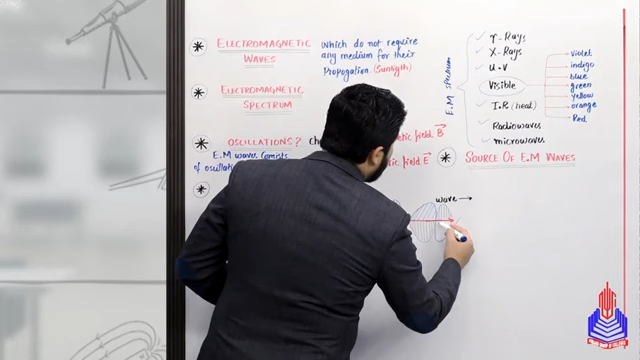 ELECTROMAGNETIC
WAVES
which do not require
any medium for their
Propogation. (Sunligth)
ELECTROMAGNETIC
SPECTRUM
OSCILLATIONS?
E.M waves Consists
of oscillat
etic field B
field E
E.M spectrum
γ-Rays
X-Rays
U.V
Visible
I.R (heat)
Radiowaves
microwaves
violet
indigo
blue
green
yellow
orange
Red
SOURCE OF E.M WAVES
wave